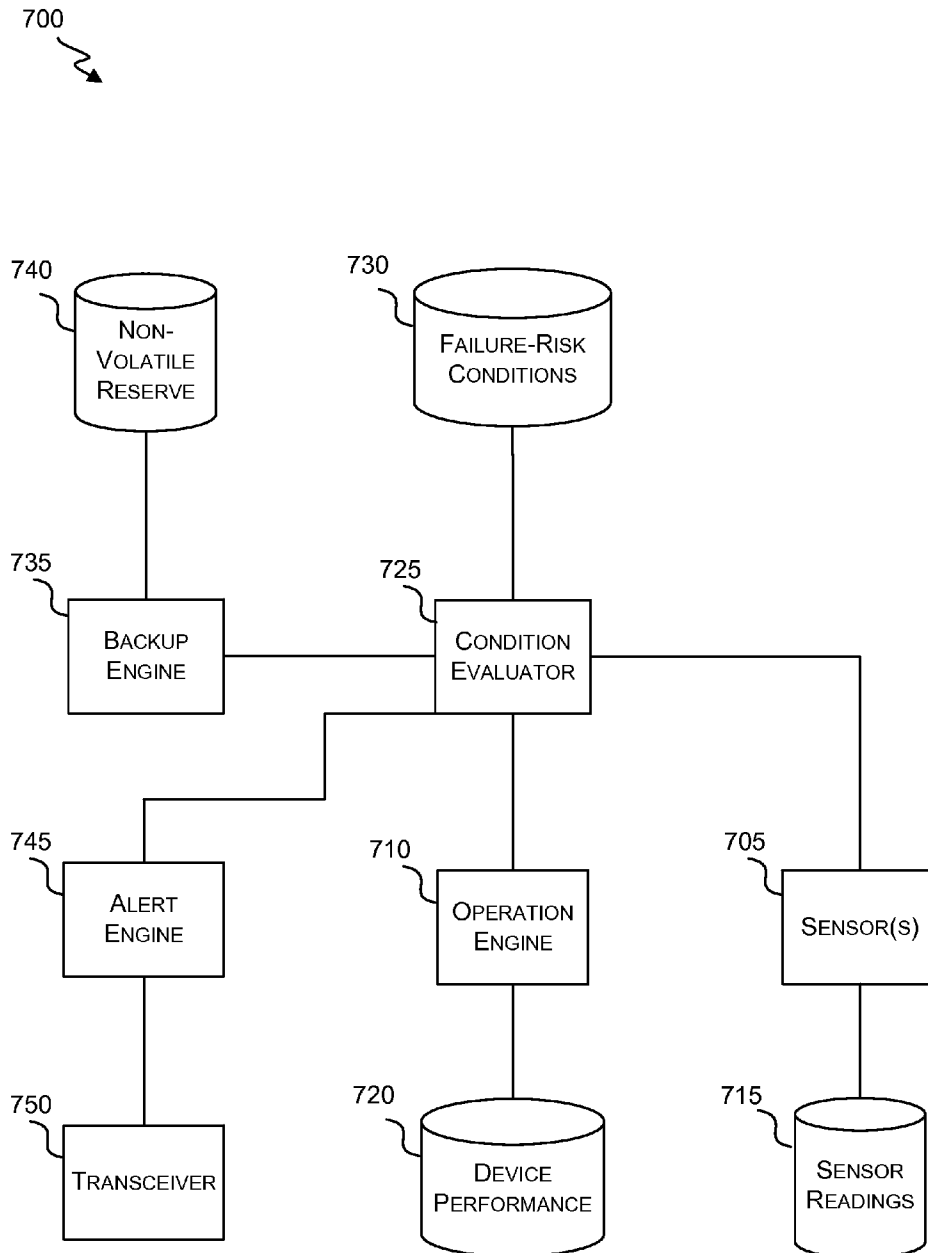 700
740
730
NON-
VOLATILE
RESERVE
FAILURE-RISK
CONDITIONS
735
725
BACKUP
ENGINE
CONDITION
EVALUATOR
745
710
705
ALERT
ENGINE
OPERATION
ENGINE
SENSOR(S)
750
720
715
TRANSCEIVER
DEVICE
PERFORMANCE
SENSOR
READINGS